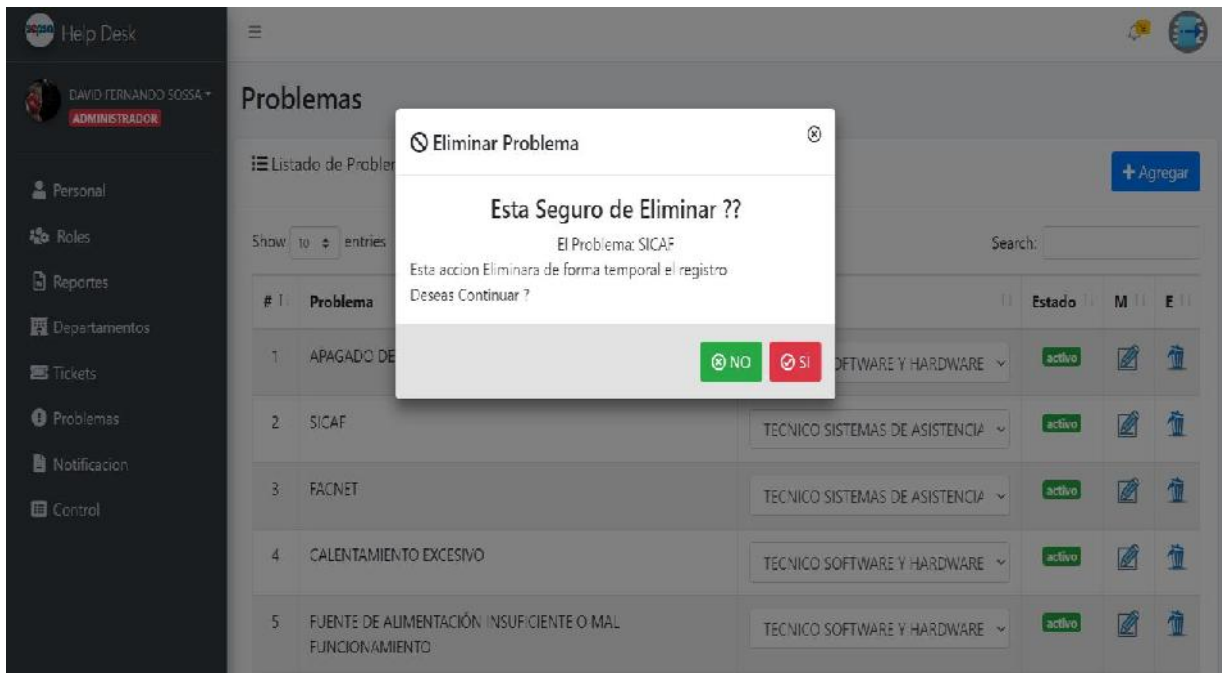 Help Desk
DAVID FERNANDO SOSSA
ADMINISTRADOR
Personal
Roles
Reportes
Departamentos
Tickets
Problemas
Notificacion
Control
Problemas
Listado de Probler
Agregar
Show 10 entries
Search:
# Problema Estado M E
1 APAGADO DE OFTWARE Y HARDWARE activo
2 SICAF TECNICO SISTEMAS DE ASISTENCIA activo
3 FACNET TECNICO SISTEMAS DE ASISTENCIA activo
4 CALENTAMIENTO EXCESIVO TECNICO SOFTWARE Y HARDWARE activo
5 FUENTE DE ALIMENTACIÓN INSUFICIENTE O MAL TECNICO SOFTWARE Y HARDWARE activo
FUNCIONAMIENTO
Eliminar Problema
Esta Seguro de Eliminar ??
El Problema: SICAF
Esta accion Eliminara de forma temporal el registro
Deseas Continuar ?
NO SI